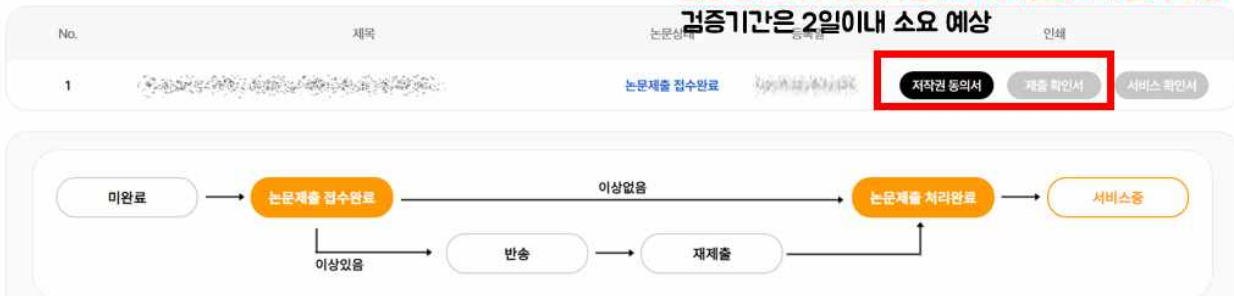 검증기간은 2일이내 소요 예상
No. 제목 논문상태 인쇄
1 논문제출 접수완료 저작권 동의서 제출 확인서 서비스 확인서
미완료 논문제출 접수완료 이상없음 논문제출 처리완료 서비스중
이상있음 반송 재제출